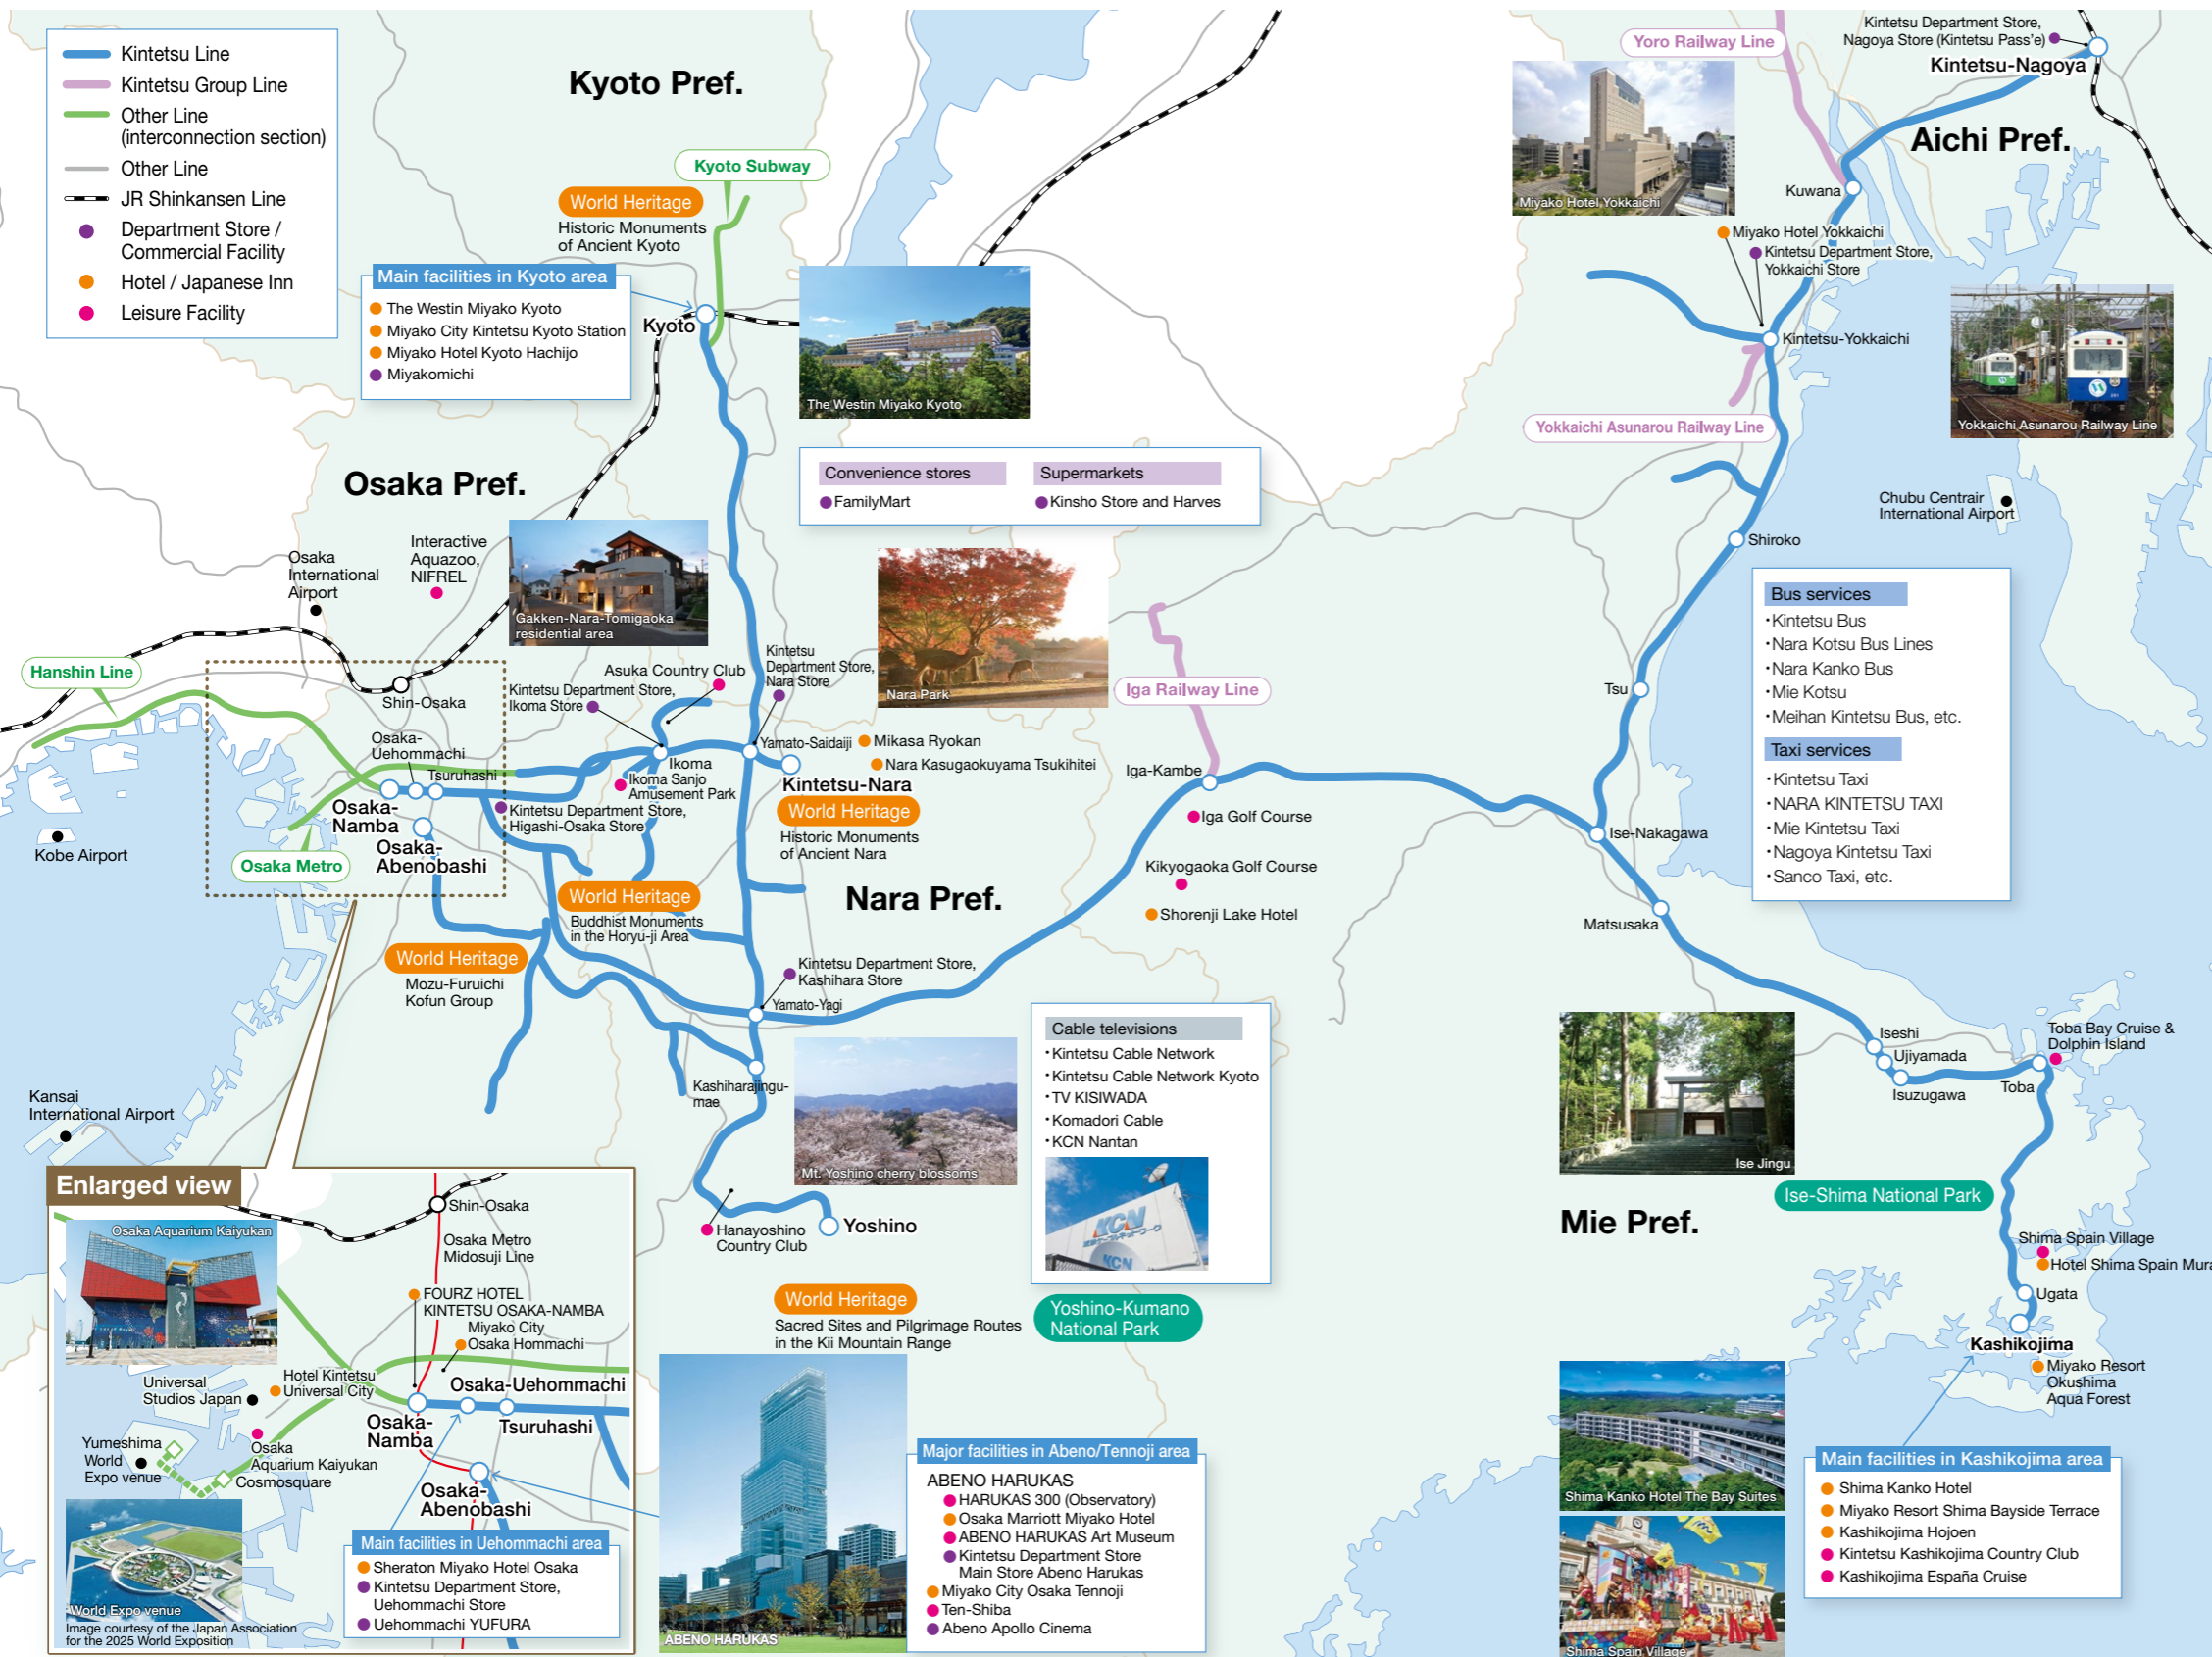 Kintetsu Line
Kintetsu Group Line
Other Line
(interconnection section)
Other Line
JR Shinkansen Line
Department Store /
Commercial Facility
Hotel / Japanese Inn
Leisure Facility
Kyoto Pref.
Kyoto Subway
World Heritage
Historic Monuments
of Ancient Kyoto
Main facilities in Kyoto area
The Westin Miyako Kyoto
Miyako City Kintetsu Kyoto Station
Miyako Hotel Kyoto Hachijo
Miyakomichi
Kyoto
The Westin Miyako Kyoto
Yoro Railway Line
Kintetsu Department Store,
Nagoya Store (Kintetsu Pass'e)
Kintetsu-Nagoya
Aichi Pref.
Miyako Hotel Yokkaichi
Kuwana
Miyako Hotel Yokkaichi
Kintetsu Department Store,
Yokkaichi Store
Kintetsu-Yokkaichi
Yokkaichi Asunarou Railway Line
Yokkaichi Asunarou Railway Line
Convenience stores
FamilyMart
Supermarkets
Kinsho Store and Harves
Osaka Pref.
Osaka
International
Airport
Interactive
Aquazoo,
NIFREL
Gakken-Nara-Tomigaoka
residential area
Nara Park
Chubu Centrair
International Airport
Shiroko
Bus services
・Kintetsu Bus
・Nara Kotsu Bus Lines
・Nara Kanko Bus
・Mie Kotsu
・Meihan Kintetsu Bus, etc.
Taxi services
・Kintetsu Taxi
・NARA KINTETSU TAXI
・Mie Kintetsu Taxi
・Nagoya Kintetsu Taxi
・Sanco Taxi, etc.
Hanshin Line
Shin-Osaka
Osaka-
Uehommachi
Tsuruhashi
Osaka-
Namba
Osaka-
Abenobashi
Osaka Metro
Kobe Airport
Asuka Country Club
Kintetsu Department Store,
Ikoma Store
Kintetsu
Department Store,
Nara Store
Ikoma
Ikoma Sanjo
Amusement Park
Kintetsu Department Store,
Higashi-Osaka Store
Yamato-Saidaiji
Mikasa Ryokan
Nara Kasugaokuyama Tsukihitei
Kintetsu-Nara
World Heritage
Historic Monuments
of Ancient Nara
Iga Railway Line
Iga-Kambe
Iga Golf Course
Kikyogaoka Golf Course
Shorenji Lake Hotel
Tsu
Ise-Nakagawa
Matsusaka
Nara Pref.
World Heritage
Buddhist Monuments
in the Horyu-ji Area
World Heritage
Mozu-Furuichi
Kofun Group
Kintetsu Department Store,
Kashihara Store
Yamato-Yagi
Kashiharajingu-
mae
Mt. Yoshino cherry blossoms
Cable televisions
・Kintetsu Cable Network
・Kintetsu Cable Network Kyoto
・TV KISIWADA
・Komadori Cable
・KCN Nantan
KCN
KCN
Hanayoshino
Country Club
Yoshino
World Heritage
Sacred Sites and Pilgrimage Routes
in the Kii Mountain Range
Yoshino-Kumano
National Park
Kansai
International Airport
Ise Jingu
Iseshi
Ujiyamada
Isuzugawa
Toba
Toba Bay Cruise &
Dolphin Island
Ise-Shima National Park
Mie Pref.
Shima Spain Village
Hotel Shima Spain Mura
Ugata
Kashikojima
Miyako Resort
Okushima
Aqua Forest
Shima Kanko Hotel The Bay Suites
Shima Spain Village
Main facilities in Kashikojima area
Shima Kanko Hotel
Miyako Resort Shima Bayside Terrace
Kashikojima Hojoen
Kintetsu Kashikojima Country Club
Kashikojima España Cruise
Enlarged view
Osaka Aquarium Kaiyukan
Shin-Osaka
Osaka Metro
Midosuji Line
FOURZ HOTEL
KINTETSU OSAKA-NAMBA
Miyako City
Osaka Hommachi
Hotel Kintetsu
Universal City
Universal
Studios Japan
Osaka-Uehommachi
Osaka-
Namba
Tsuruhashi
Yumeshima
World
Expo venue
Osaka
Aquarium Kaiyukan
Cosmosquare
Osaka-
Abenobashi
World Expo venue
Image courtesy of the Japan Association
for the 2025 World Exposition
Main facilities in Uehommachi area
Sheraton Miyako Hotel Osaka
Kintetsu Department Store,
Uehommachi Store
Uehommachi YUFURA
ABENO HARUKAS
Major facilities in Abeno/Tennoji area
ABENO HARUKAS
HARUKAS 300 (Observatory)
Osaka Marriott Miyako Hotel
ABENO HARUKAS Art Museum
Kintetsu Department Store
Main Store Abeno Harukas
Miyako City Osaka Tennoji
Ten-Shiba
Abeno Apollo Cinema